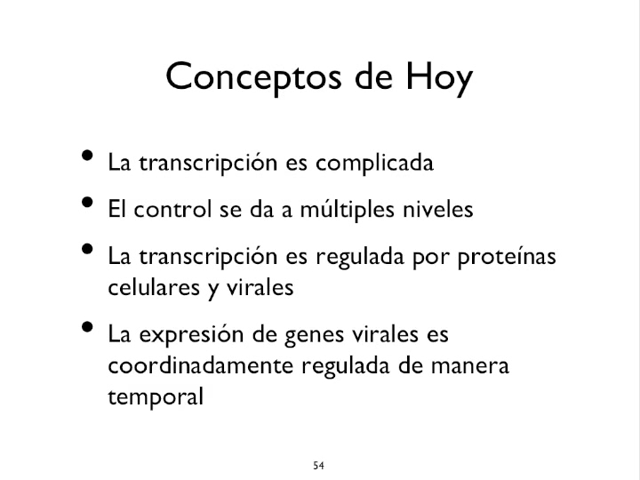 Conceptos de Hoy
• La transcripción es complicada
• El control se da a múltiples niveles
• La transcripción es regulada por proteínas
celulares y virales
• La expresión de genes virales es
coordinadamente regulada de manera
temporal
54